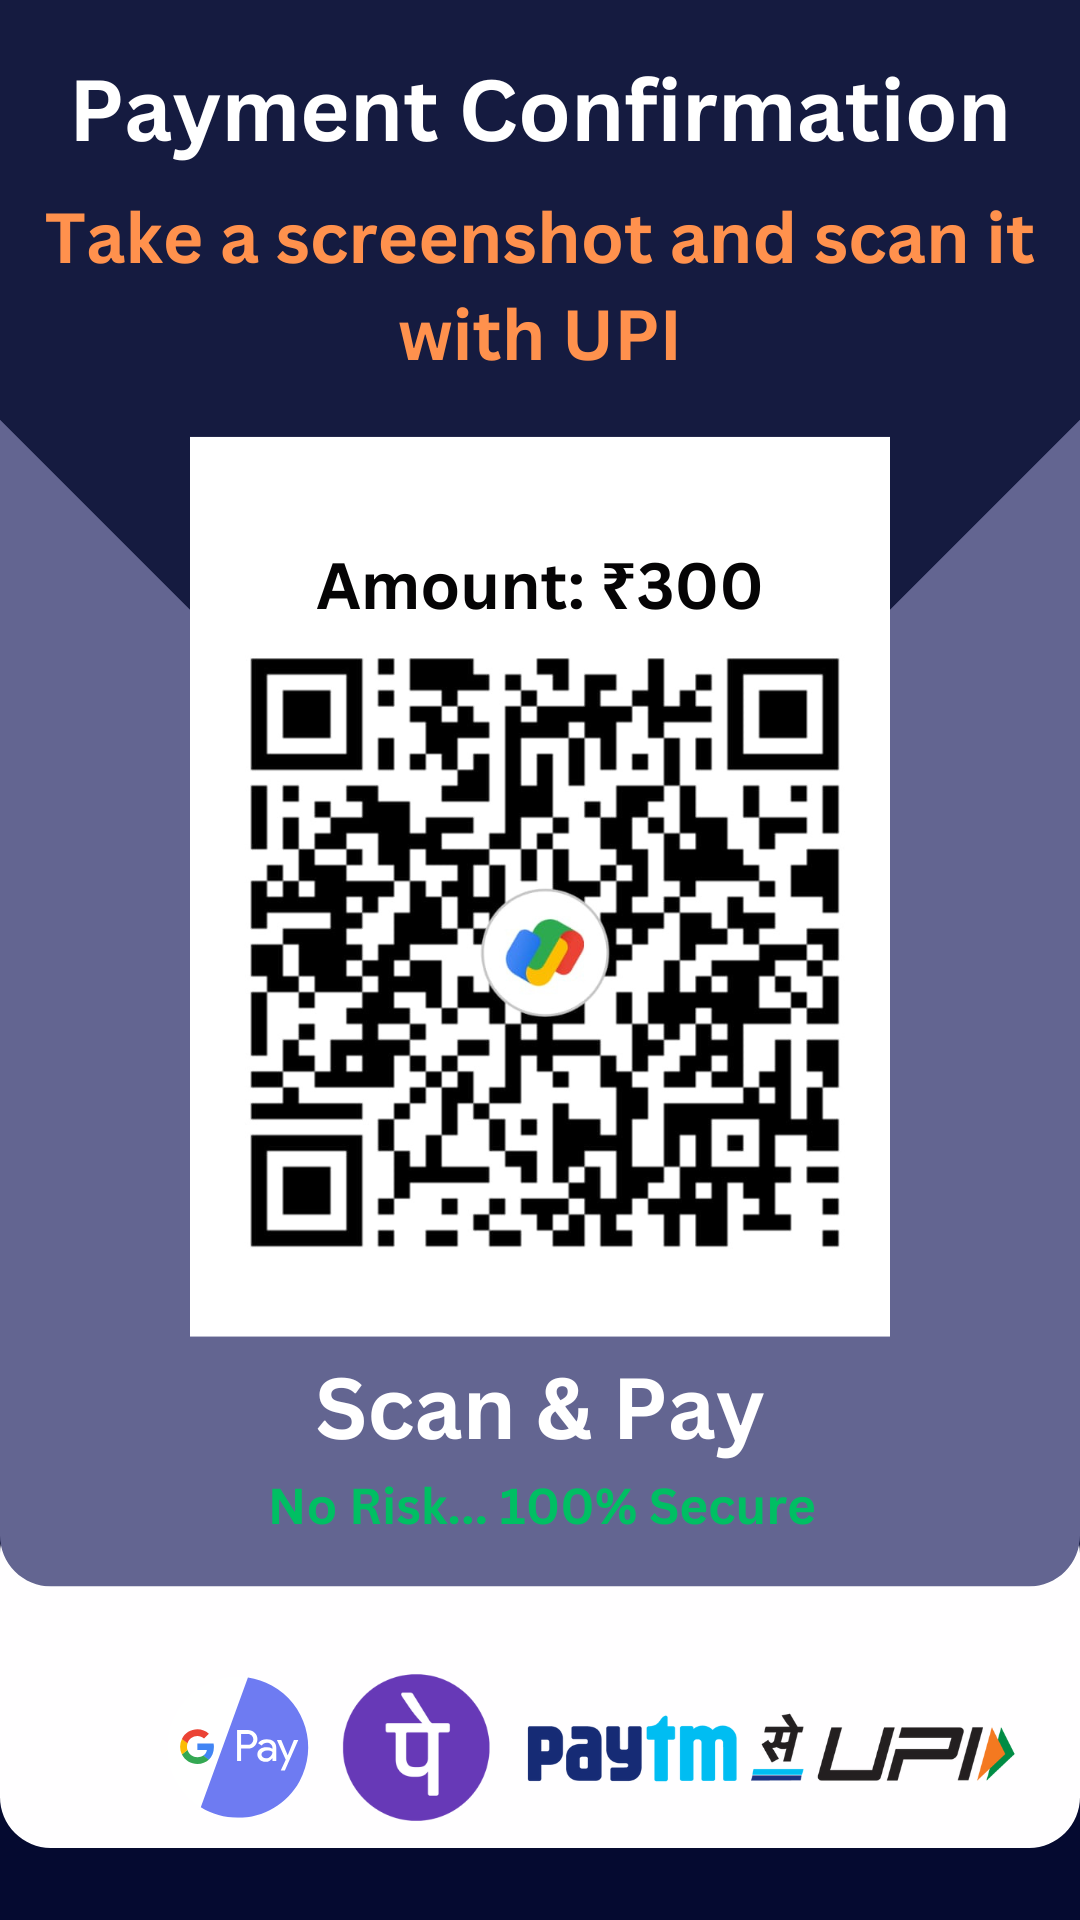 Payment Confirmation
Take a screenshot and scan it
with UPI
Amount: ₹300
Scan & Pay
No Risk... 100% Secure
G Pay
पे
paytm से UPI